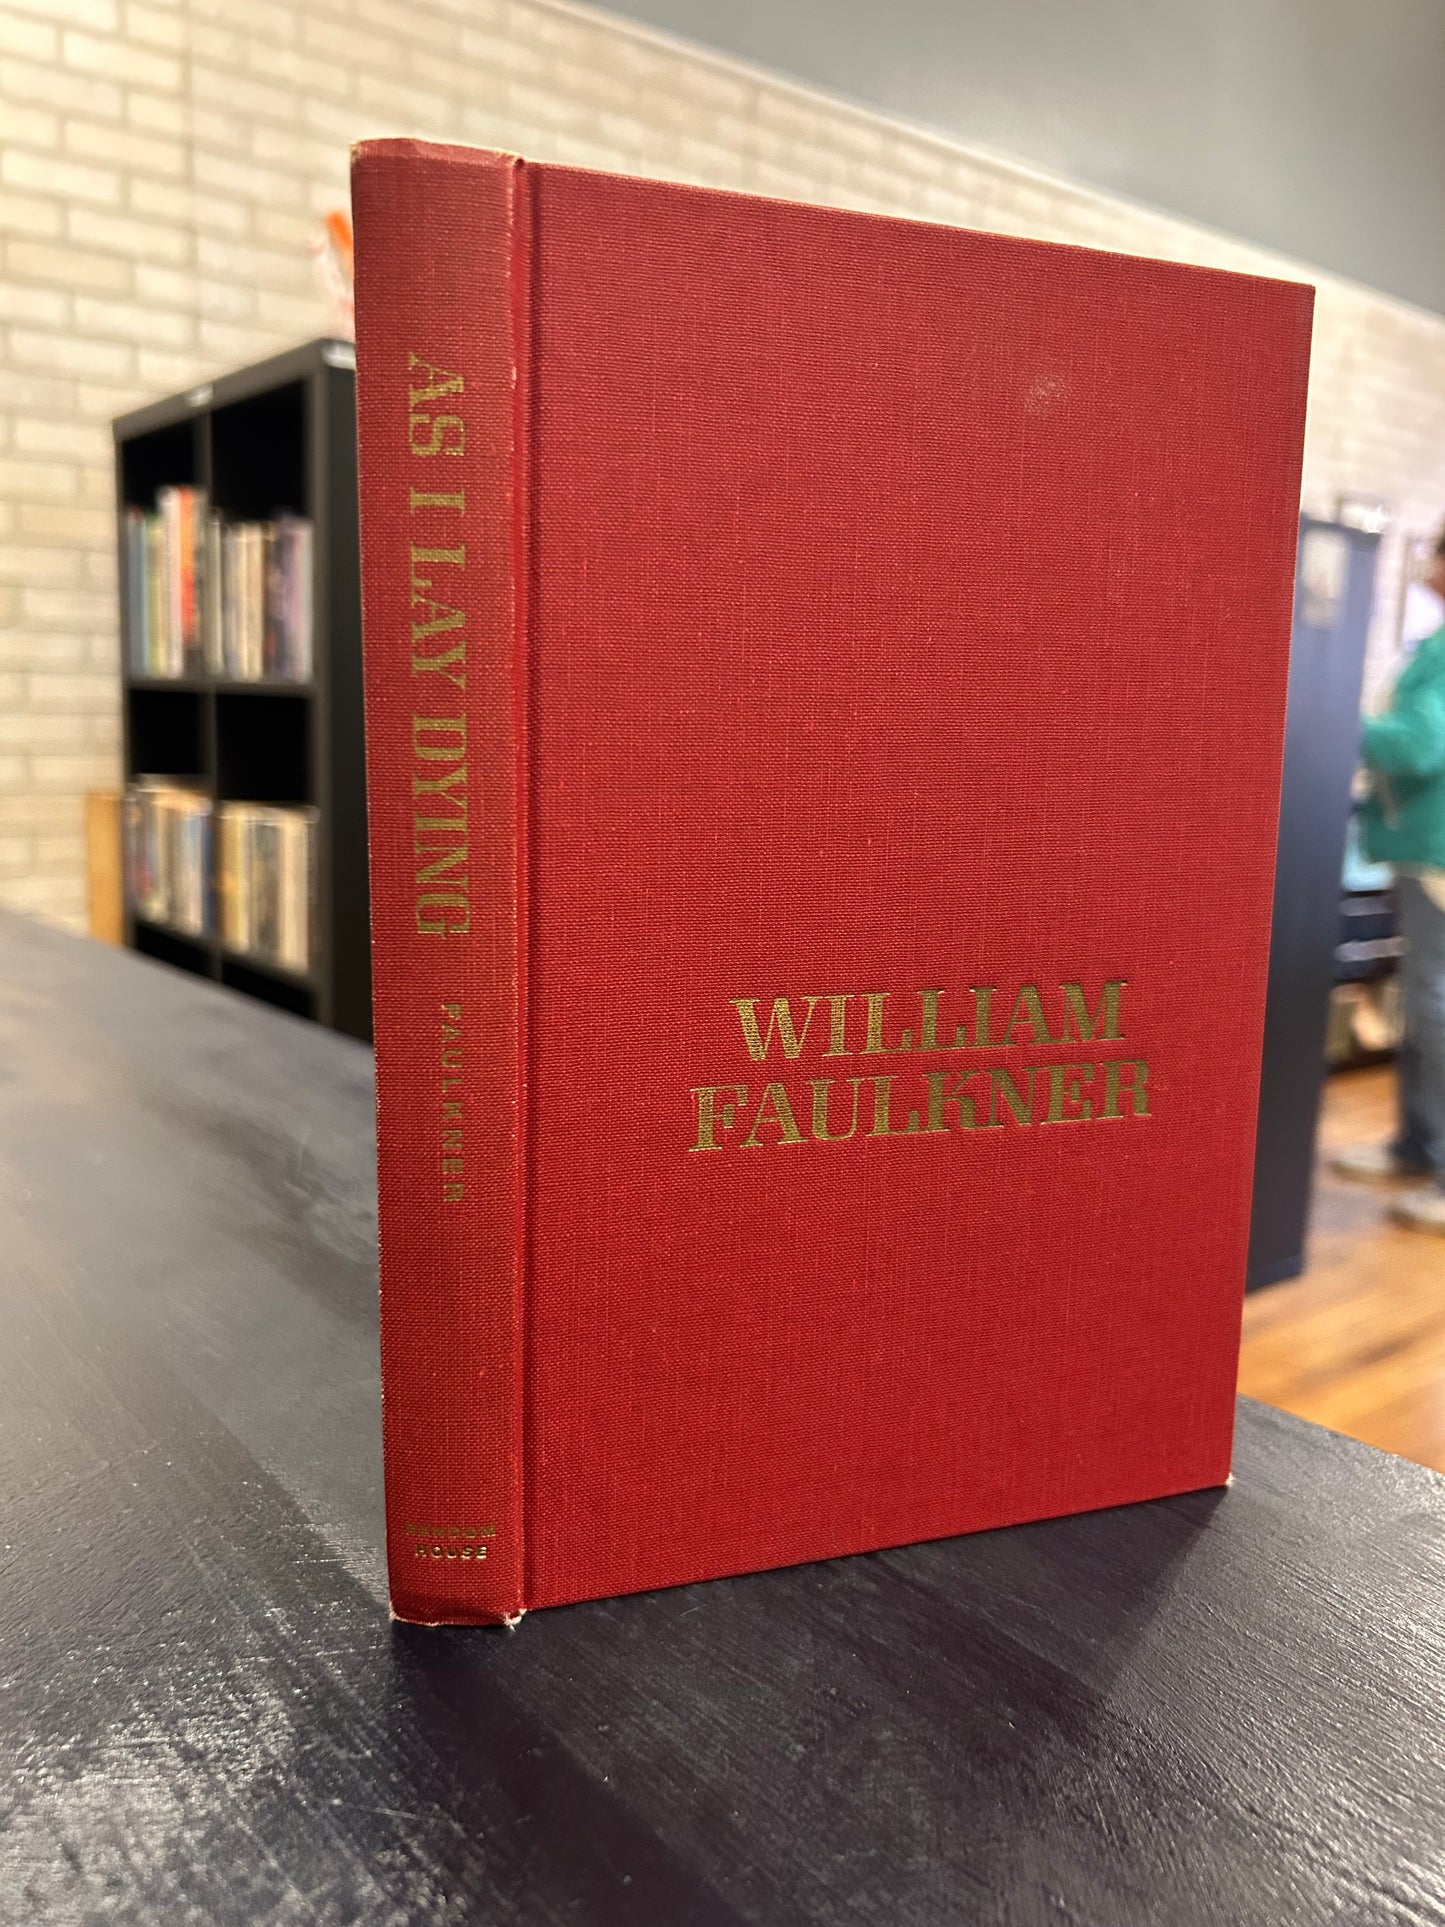 AS I LAY DYING FAULKNER
RANDOM
HOUSE
WILLIAM
FAULKNER